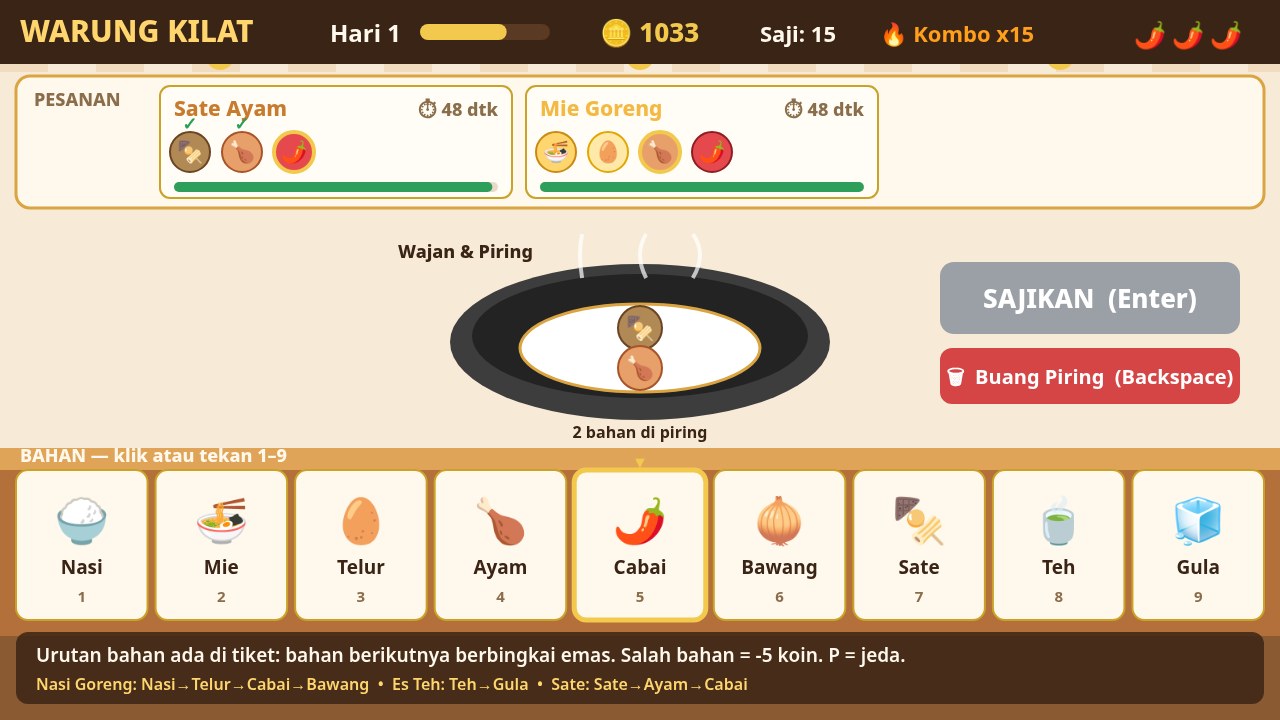 WARUNG KILAT
Hari 1
1033
Saji: 15
Kombo x15
PESANAN
Sate Ayam
48 dtk
Mie Goreng
48 dtk
Wajan & Piring
SAJIKAN (Enter)
Buang Piring (Backspace)
2 bahan di piring
BAHAN — klik atau tekan 1–9
Nasi
1
Mie
2
Telur
3
Ayam
4
Cabai
5
Bawang
6
Sate
7
Teh
8
Gula
9
Urutan bahan ada di tiket: bahan berikutnya berbingkai emas. Salah bahan = -5 koin. P = jeda.
Nasi Goreng: Nasi→Telur→Cabai→Bawang • Es Teh: Teh→Gula • Sate: Sate→Ayam→Cabai